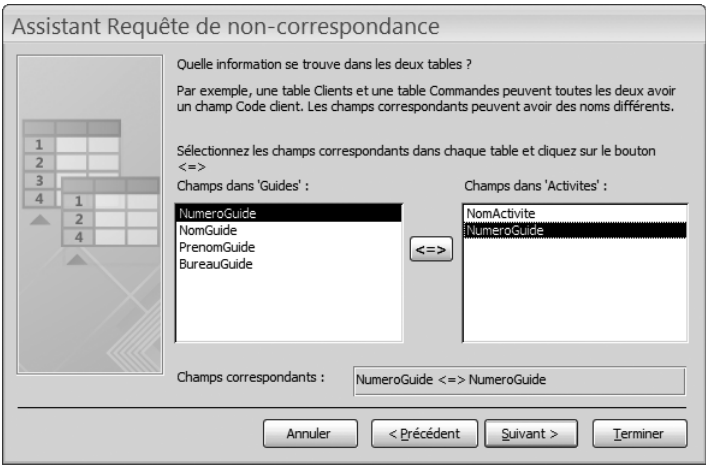 Assistant Requête de non-correspondance
Quelle information se trouve dans les deux tables ?
Par exemple, une table Clients et une table Commandes peuvent toutes les deux avoir
un champ Code client. Les champs correspondants peuvent avoir des noms différents.
Sélectionnez les champs correspondants dans chaque table et cliquez sur le bouton
<=>
Champs dans 'Guides' :
NumeroGuide
NomGuide
PrenomGuide
BureauGuide
<=>
Champs dans 'Activites' :
NomActivite
NumeroGuide
1
2
3
4
1
2
4
Champs correspondants :
NumeroGuide <=> NumeroGuide
Annuler
< Précédent
Suivant >
Terminer